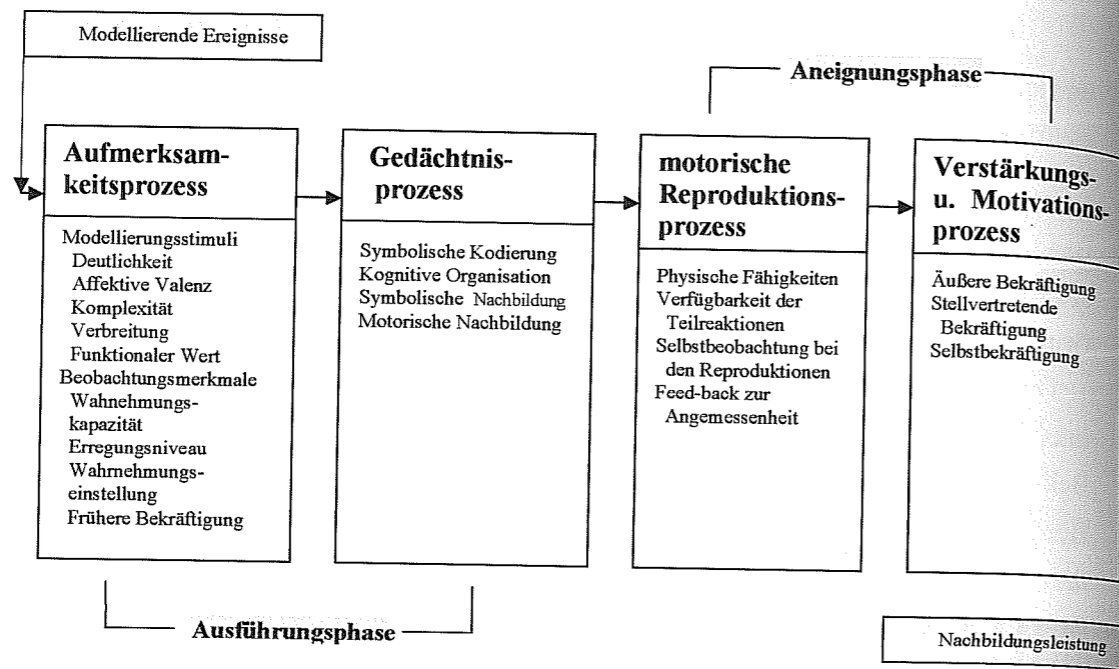 Modellierende Ereignisse
Aneignungsphase
Aufmerksam-
keitsprozess
Modellierungsstimuli
Deutlichkeit
Affektive Valenz
Komplexität
Verbreitung
Funktionaler Wert
Beobachtungsmerkmale
Wahnehmungs-
kapazität
Erregungsniveau
Wahrnehmungs-
einstellung
Frühere Bekräftigung
Gedächtnis-
prozess
Symbolische Kodierung
Kognitive Organisation
Symbolische Nachbildung
Motorische Nachbildung
motorische
Reproduktions-
prozess
Physische Fähigkeiten
Verfügbarkeit der
Teilreaktionen
Selbstbeobachtung bei
den Reproduktionen
Feed-back zur
Angemessenheit
Verstärkungs-
u. Motivations-
prozess
Äußere Bekräftigung
Stellvertretende
Bekräftigung
Selbstbekräftigung
Ausführungsphase
Nachbildungsleistung